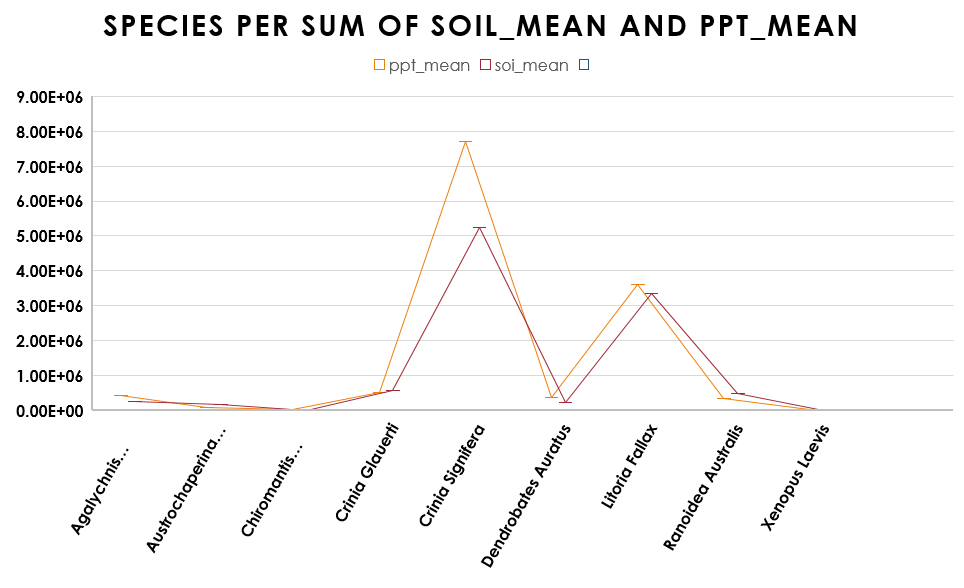 SPECIES PER SUM OF SOIL_MEAN AND PPT_MEAN
ppt_mean soi_mean
9.00E+06
8.00E+06
7.00E+06
6.00E+06
5.00E+06
4.00E+06
3.00E+06
2.00E+06
1.00E+06
0.00E+00
Agalychnis...
Austrochaperina...
Chiromantis...
Crinia Glauerti
Crinia Signifera
Dendrobates Auratus
Litoria Fallax
Ranoidea Australis
Xenopus Laevis